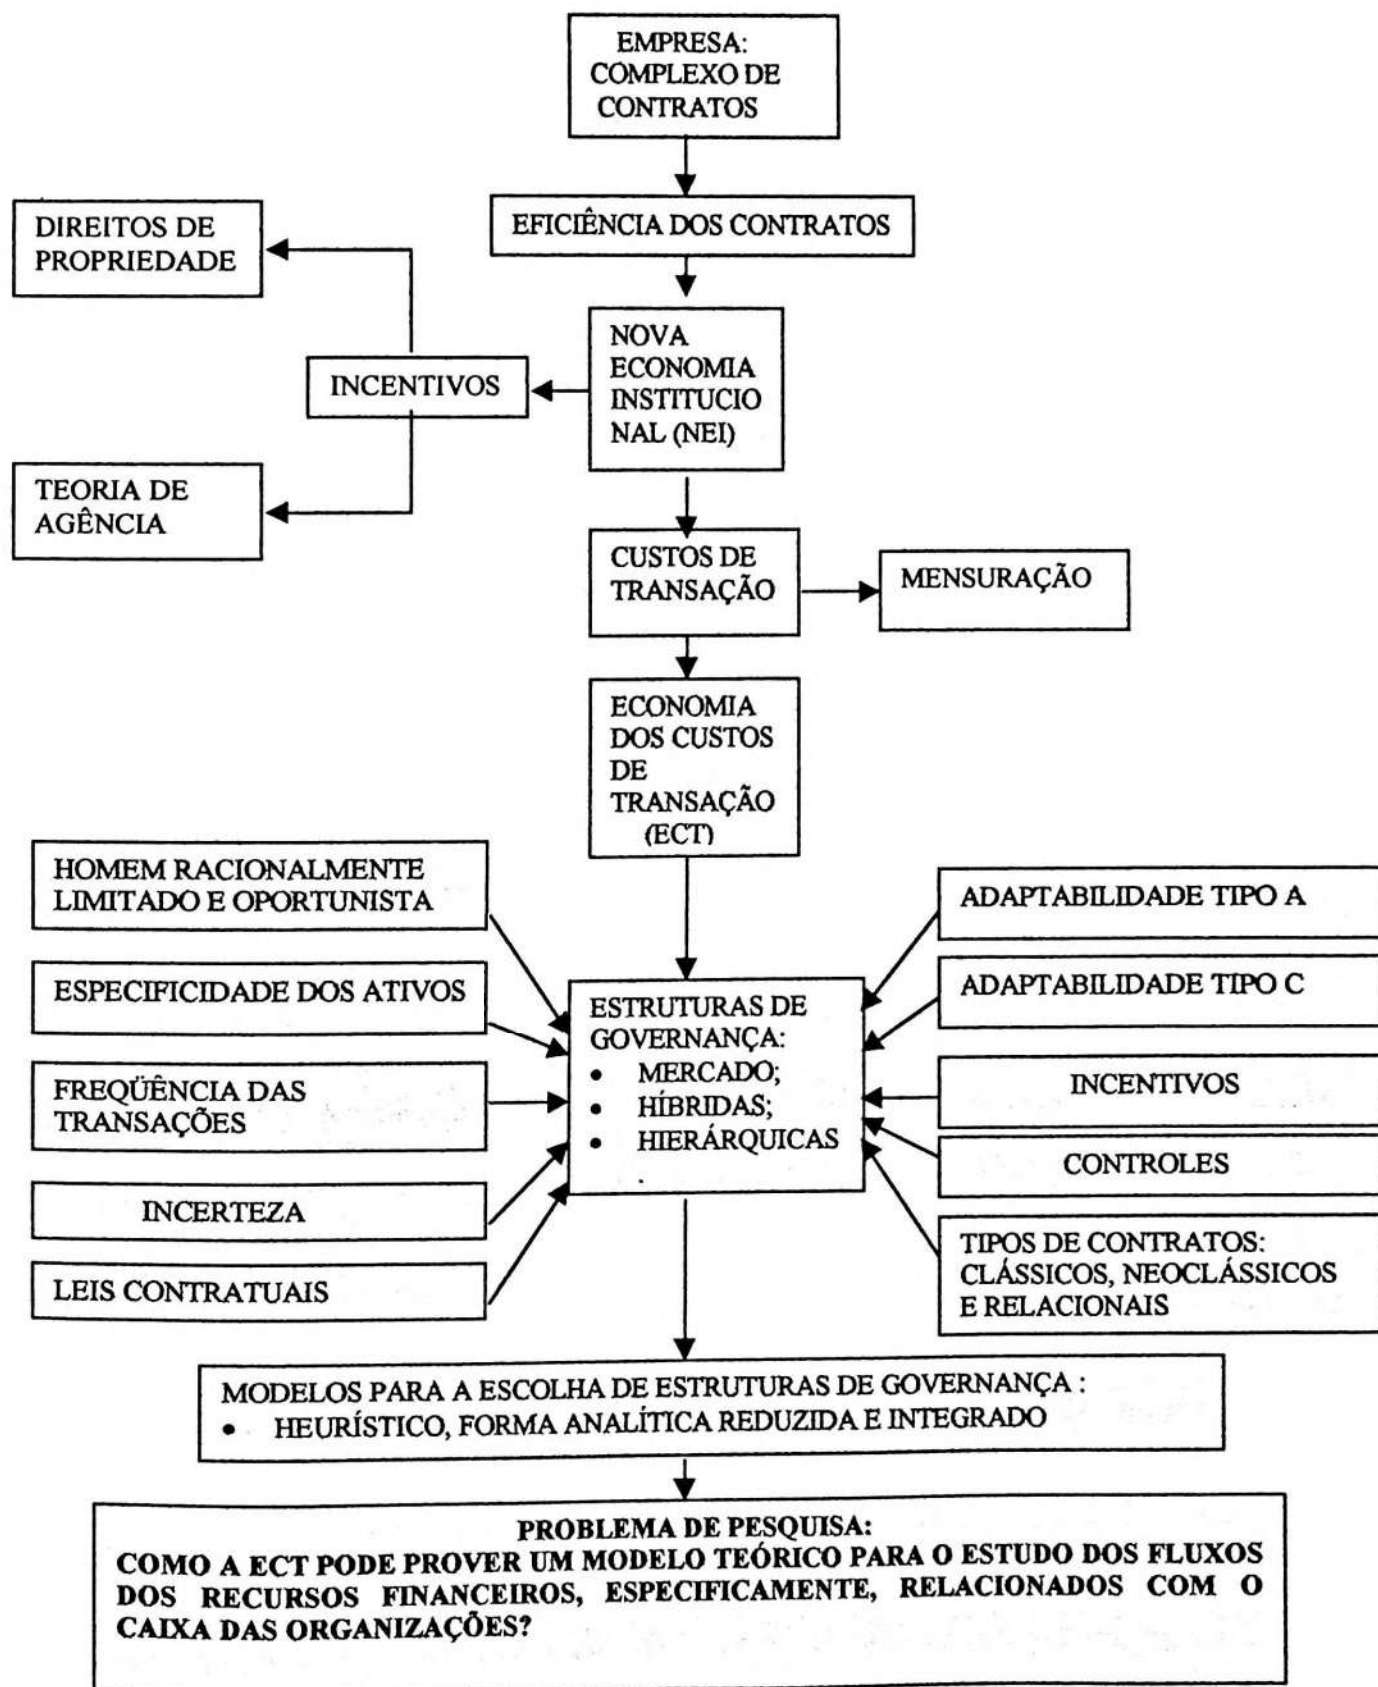 EMPRESA:
COMPLEXO DE
CONTRATOS
EFICIÊNCIA DOS CONTRATOS
DIREITOS DE
PROPRIEDADE
NOVA
ECONOMIA
INSTITUCIO
NAL (NEI)
INCENTIVOS
TEORIA DE
AGÊNCIA
CUSTOS DE
TRANSAÇÃO
MENSURAÇÃO
ECONOMIA
DOS CUSTOS
DE
TRANSAÇÃO
(ECT)
HOMEM RACIONALMENTE
LIMITADO E OPORTUNISTA
ESPECIFICIDADE DOS ATIVOS
FREQÜÊNCIA DAS
TRANSAÇÕES
INCERTEZA
LEIS CONTRATUAIS
ESTRUTURAS DE
GOVERNANÇA:
• MERCADO;
• HÍBRIDAS;
• HIERÁRQUICAS
ADAPTABILIDADE TIPO A
ADAPTABILIDADE TIPO C
INCENTIVOS
CONTROLES
TIPOS DE CONTRATOS:
CLÁSSICOS, NEOCLÁSSICOS
E RELACIONAIS
MODELOS PARA A ESCOLHA DE ESTRUTURAS DE GOVERNANÇA :
• HEURÍSTICO, FORMA ANALÍTICA REDUZIDA E INTEGRADO
PROBLEMA DE PESQUISA:
COMO A ECT PODE PROVER UM MODELO TEÓRICO PARA O ESTUDO DOS FLUXOS
DOS RECURSOS FINANCEIROS, ESPECIFICAMENTE, RELACIONADOS COM O
CAIXA DAS ORGANIZAÇÕES?